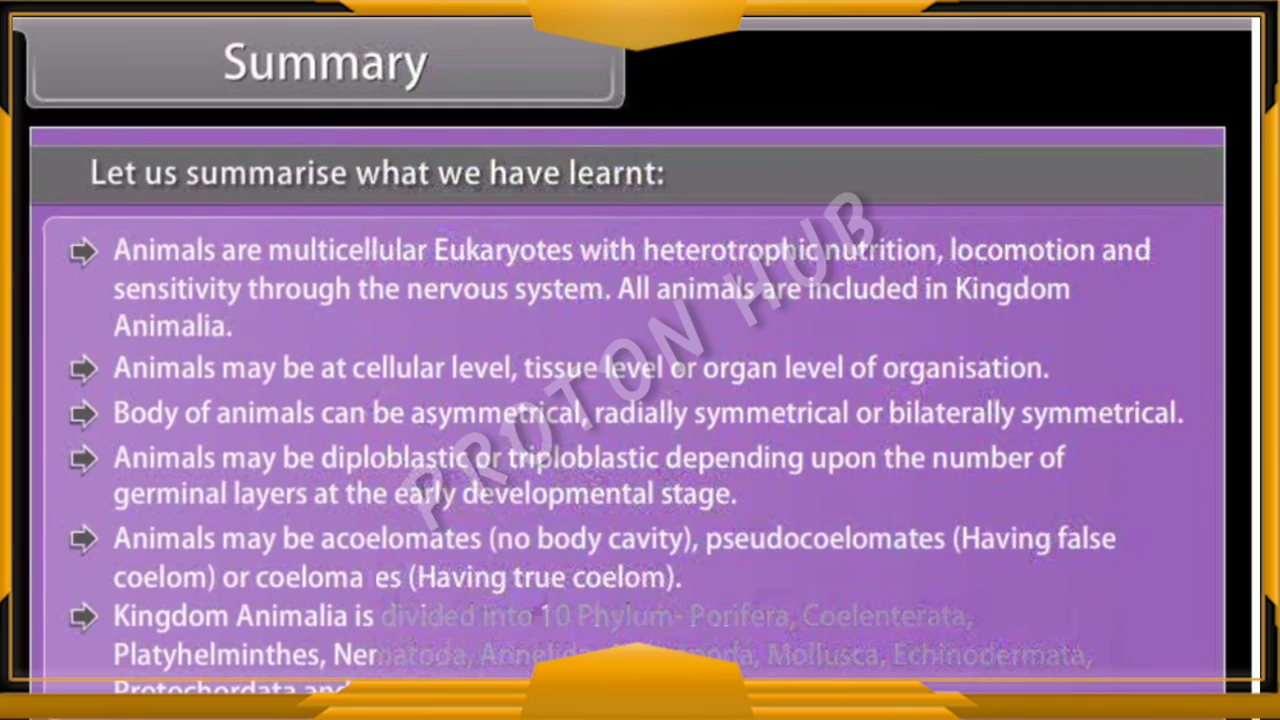 Summary
Let us summarise what we have learnt:
Animals are multicellular Eukaryotes with heterotrophic nutrition, locomotion and
sensitivity through the nervous system. All animals are included in Kingdom
Animalia.
Animals may be at cellular level, tissue level or organ level of organisation.
Body of animals can be asymmetrical, radially symmetrical or bilaterally symmetrical.
Animals may be diploblastic or triploblastic depending upon the number of
germinal layers at the early developmental stage.
Animals may be acoelomates (no body cavity), pseudocoelomates (Having false
coelom) or coeloma es (Having true coelom).
Kingdom Animalia is divided into 10 Phylum- Porifera, Coelenterata,
Platyhelminthes, Nematoda, Mollusca, Echinodermata,
Protochordata and
PROTON HUB